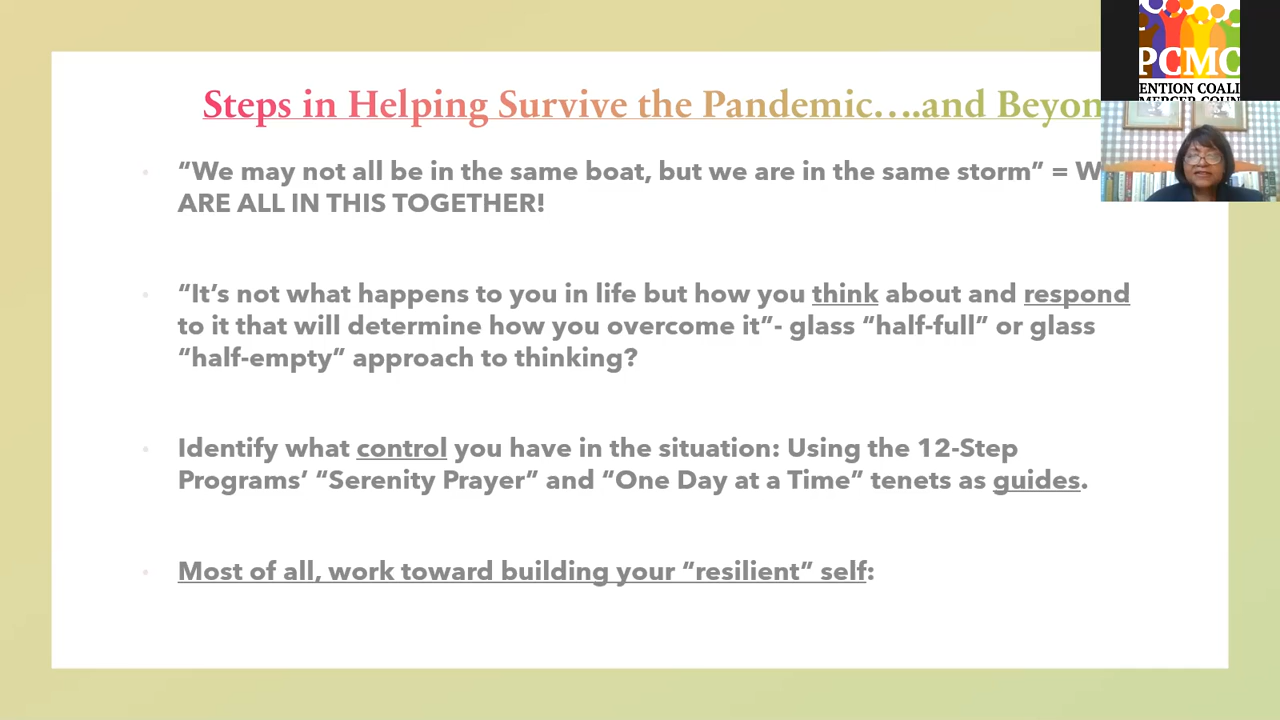 Steps in Helping Survive the Pandemic….and Beyon
“We may not all be in the same boat, but we are in the same storm” = W
ARE ALL IN THIS TOGETHER!
“It’s not what happens to you in life but how you think about and respond
to it that will determine how you overcome it”- glass “half-full” or glass
“half-empty” approach to thinking?
Identify what control you have in the situation: Using the 12-Step
Programs’ “Serenity Prayer” and “One Day at a Time” tenets as guides.
Most of all, work toward building your “resilient” self:
PCMC
ENTION COALI
MERCER COUN